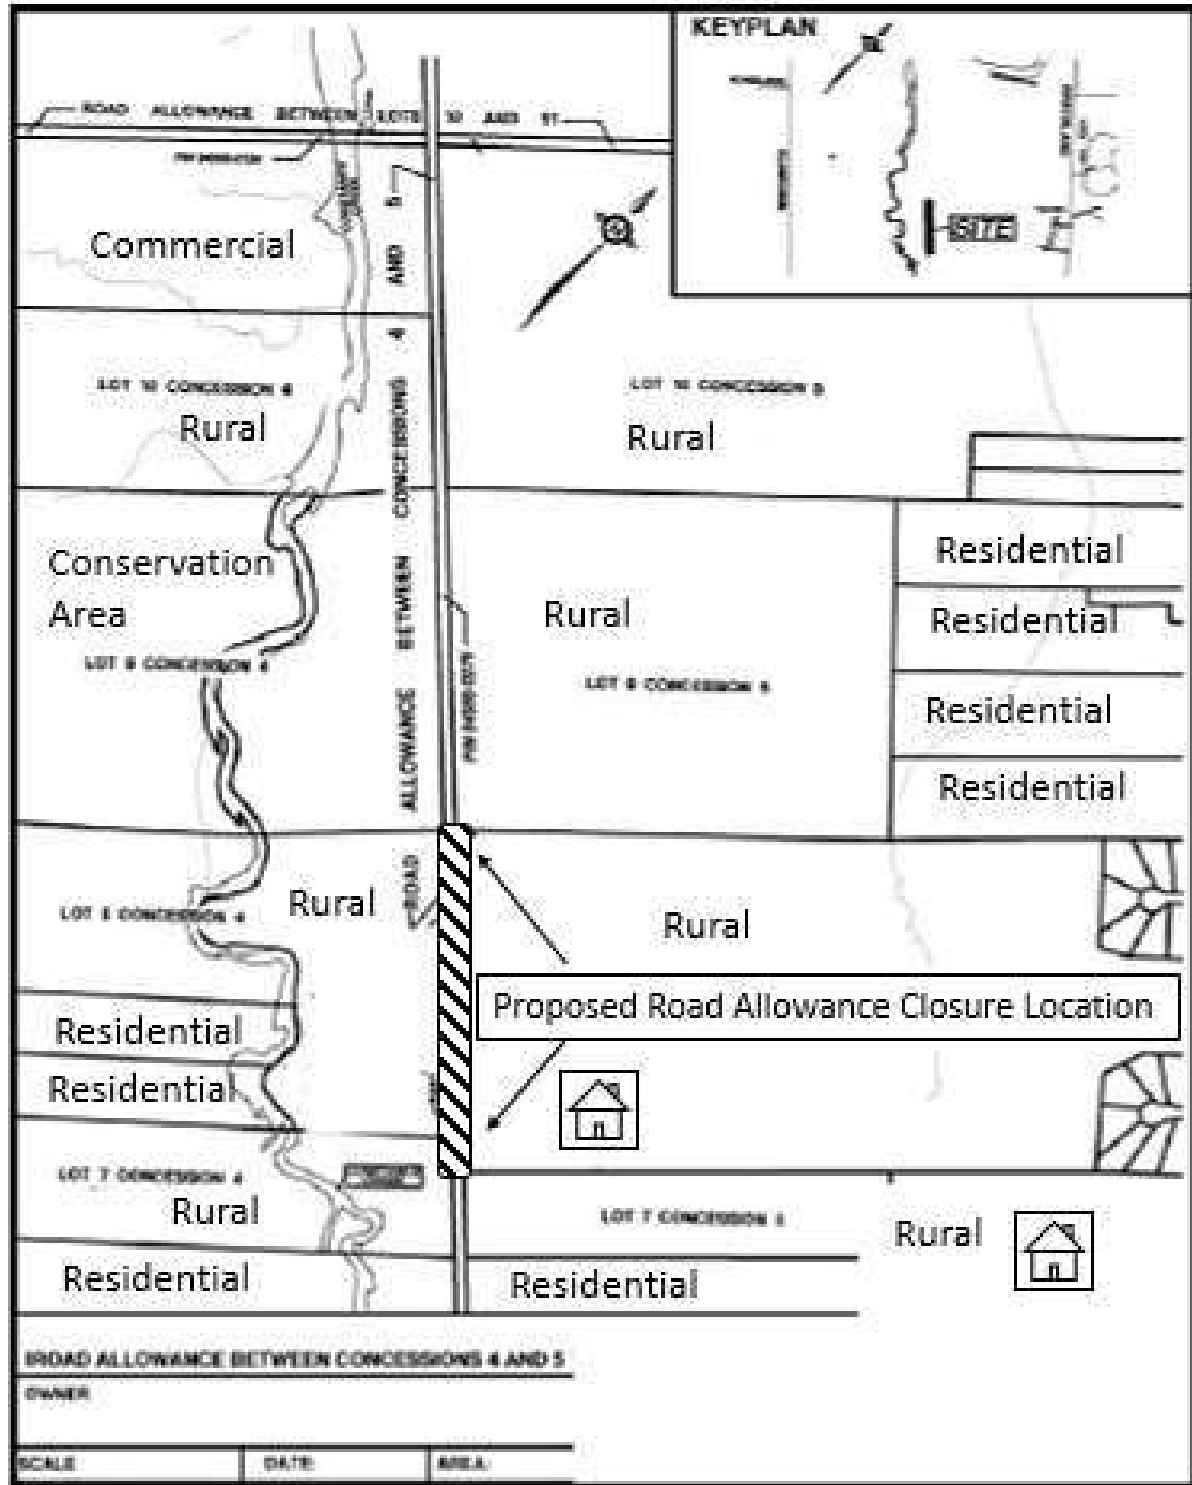 KEYPLAN
SITE
ROAD ALLOWANCE BETWEEN LOTS 10 AND 11
Commercial
ROAD ALLOWANCE BETWEEN CONCESSIONS 4 AND 5
LOT 10 CONCESSION 4
Rural
LOT 10 CONCESSION 5
Rural
Conservation
Area
LOT 9 CONCESSION 4
Rural
LOT 9 CONCESSION 5
Residential
Residential
Residential
Residential
Rural
LOT 8 CONCESSION 4
Rural
Proposed Road Allowance Closure Location
Residential
Residential
LOT 7 CONCESSION 4
Rural
LOT 7 CONCESSION 5
Rural
Residential
Residential
ROAD ALLOWANCE BETWEEN CONCESSIONS 4 AND 5
OWNER
SCALE
DATE:
AREA: